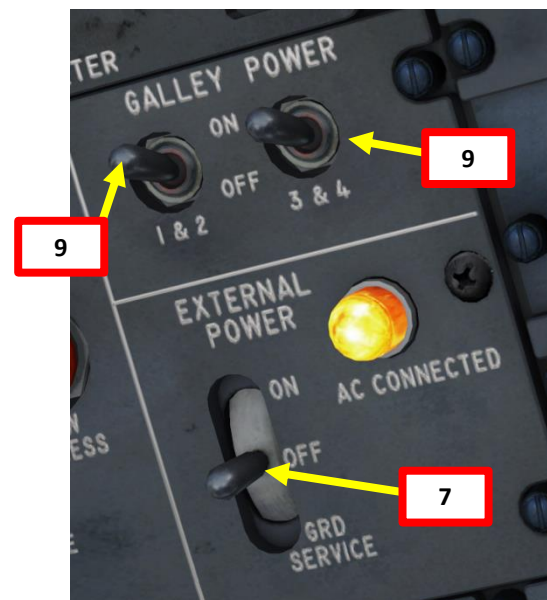 TER
GALLEY POWER
ON
OFF
1 & 2
3 & 4
9
9
EXTERNAL
POWER
ON
AC CONNECTED
OFF
7
GRD
SERVICE
N
ESS
E